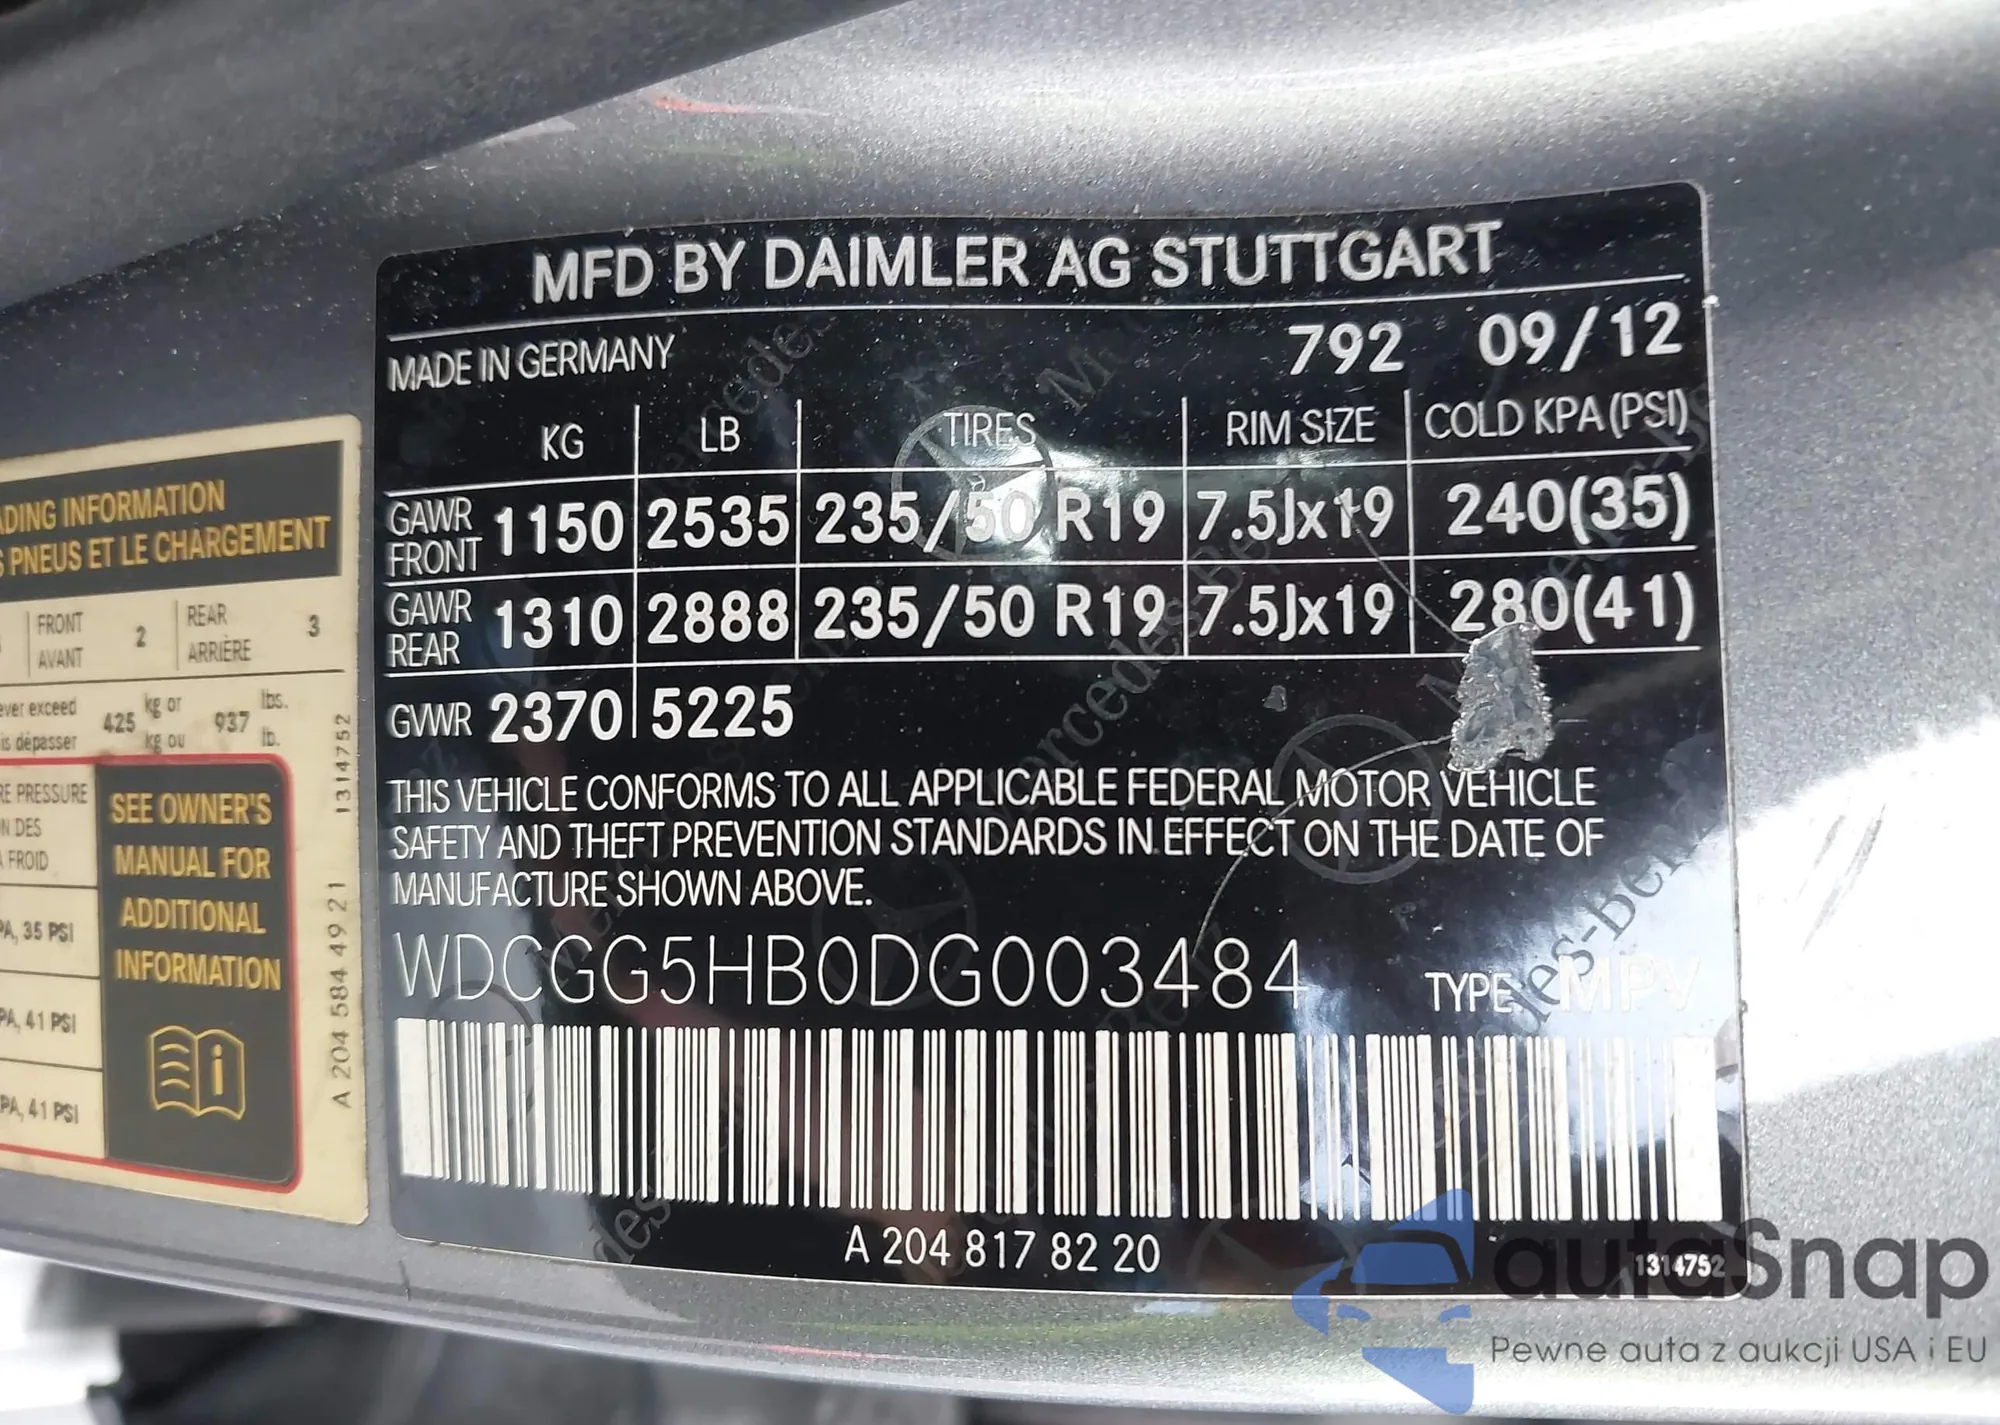 MFD BY DAIMLER AG STUTTGART
MADE IN GERMANY 792 09/12
KG LB TIRES RIM SIZE COLD KPA (PSI)
GAWR FRONT 1150 2535 235/50 R19 7.5Jx19 240(35)
GAWR REAR 1310 2888 235/50 R19 7.5Jx19 280(41)
GVWR 2370 5225
THIS VEHICLE CONFORMS TO ALL APPLICABLE FEDERAL MOTOR VEHICLE
SAFETY AND THEFT PREVENTION STANDARDS IN EFFECT ON THE DATE OF
MANUFACTURE SHOWN ABOVE.
WDCGG5HB0DG003484 TYPE: MPV
A 204 817 82 20
1314752
ADING INFORMATION
S PNEUS ET LE CHARGEMENT
FRONT AVANT 2 REAR ARRIÈRE 3
ever exceed 425 kg or 937 lbs.
is dépasser kg ou lb.
RE PRESSURE
N DES
A FROID
PA, 35 PSI
PA, 41 PSI
PA, 41 PSI
SEE OWNER'S
MANUAL FOR
ADDITIONAL
INFORMATION
A 204 584 49 21 1314752
autaSnap
Pewne auta z aukcji USA i EU